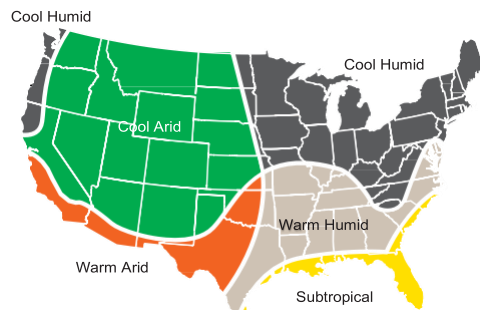 Cool Humid
Cool Humid
Cool Arid
Warm Humid
Warm Arid
Subtropical